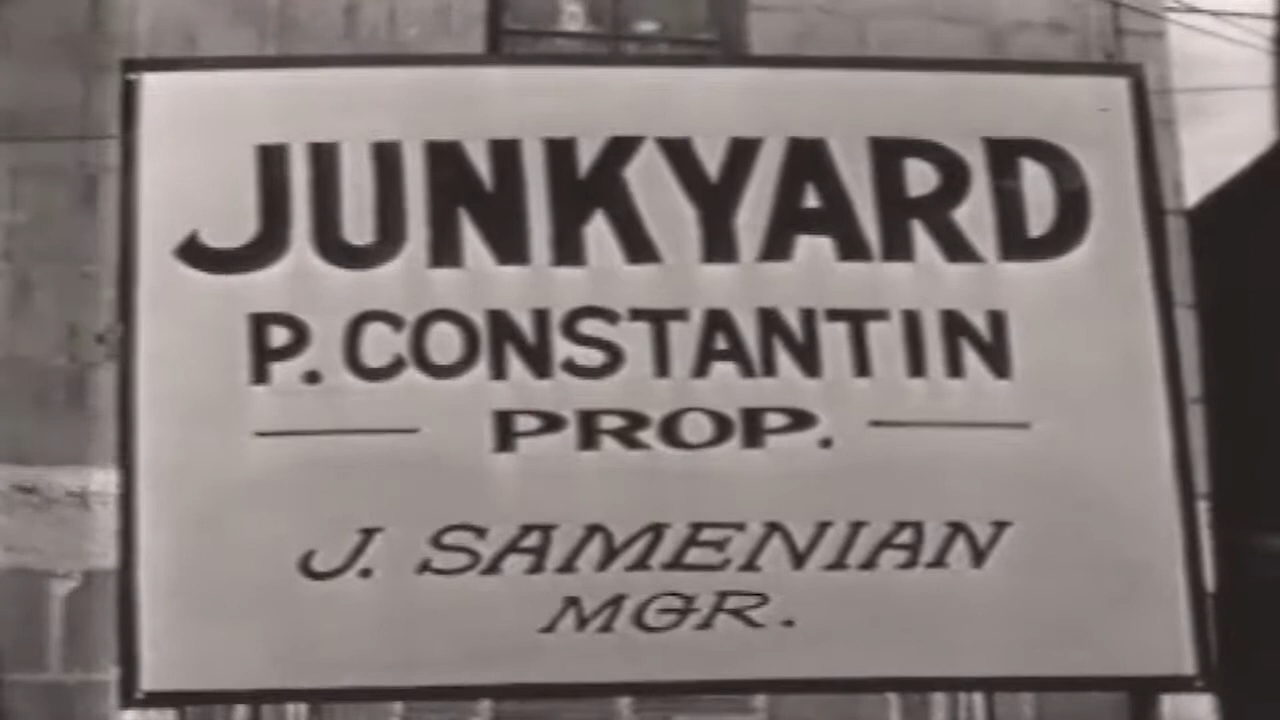 JUNKYARD
P. CONSTANTIN
PROP.
J. SAMENIAN
MGR.